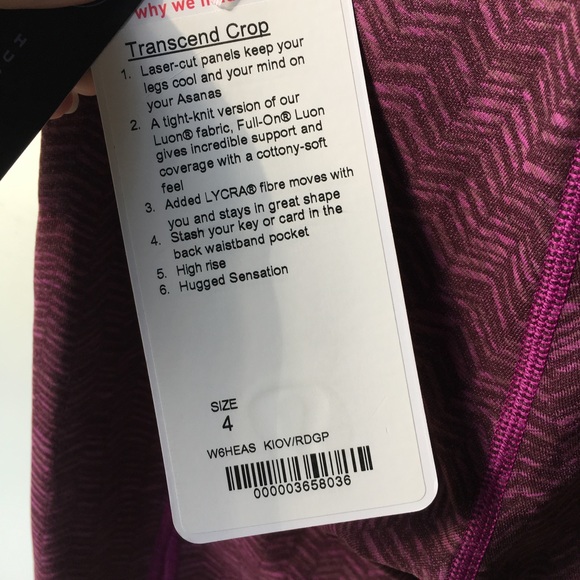 why we m
Transcend Crop
1. Laser-cut panels keep your
legs cool and your mind on
your Asanas
2. A tight-knit version of our
Luon® fabric, Full-On® Luon
gives incredible support and
coverage with a cottony-soft
feel
3. Added LYCRA® fibre moves with
you and stays in great shape
4. Stash your key or card in the
back waistband pocket
5. High rise
6. Hugged Sensation
SIZE
4
W6HEAS KIOV/RDGP
000003658036